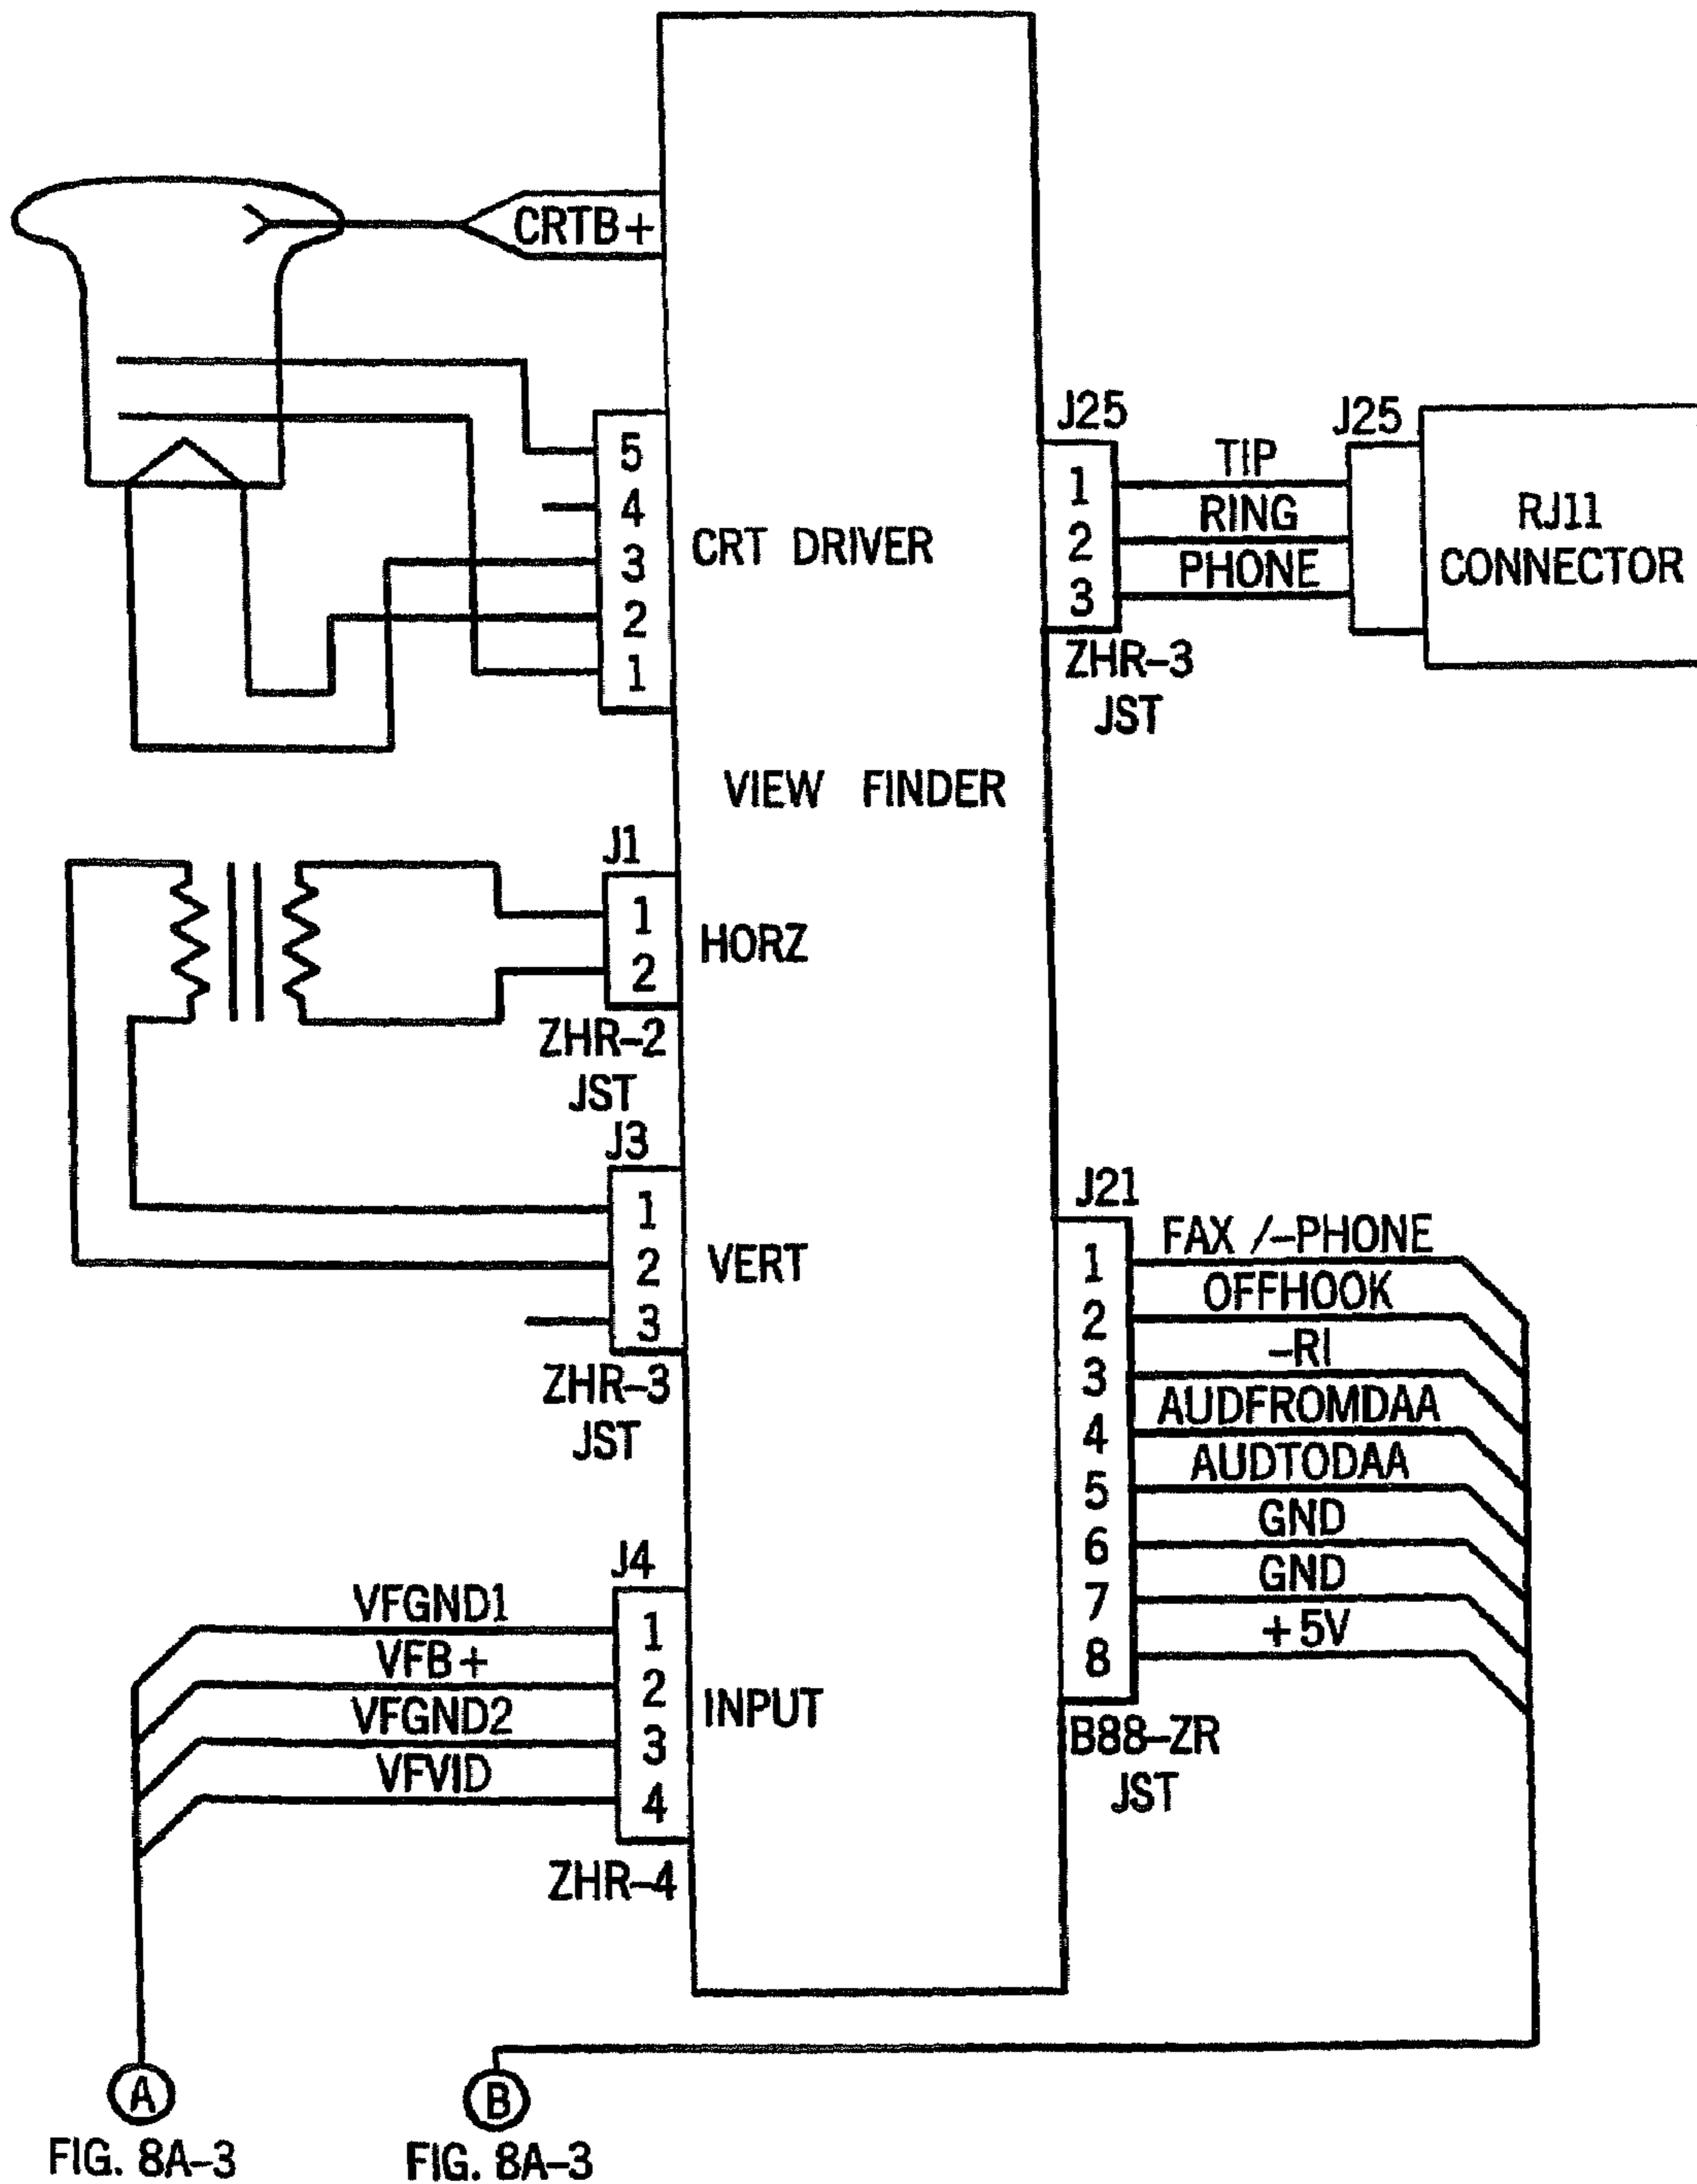 CRTB+
5
4
3
2
1
CRT DRIVER
J25
1
2
3
ZHR-3
JST
TIP
RING
PHONE
J25
RJ11
CONNECTOR
VIEW FINDER
J1
1
2
HORZ
ZHR-2
JST
J3
1
2
3
VERT
ZHR-3
JST
J21
1
2
3
4
5
6
7
8
FAX /-PHONE
OFFHOOK
-RI
AUDFROMDAA
AUDTODAA
GND
GND
+5V
B88-ZR
JST
J4
VFGND1
VFB+
VFGND2
VFVID
1
2
3
4
INPUT
ZHR-4
A
FIG. 8A-3
B
FIG. 8A-3